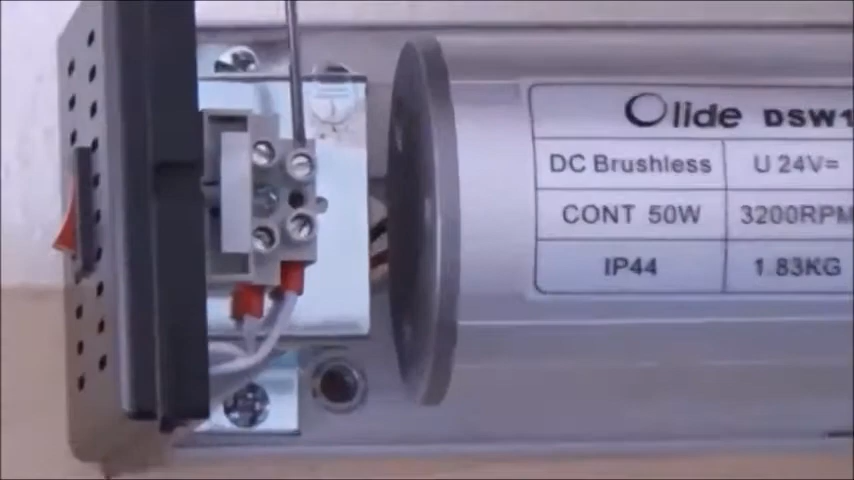 Olide DSW1
DC Brushless U 24V=
CONT 50W 3200RPM
IP44 1.83KG